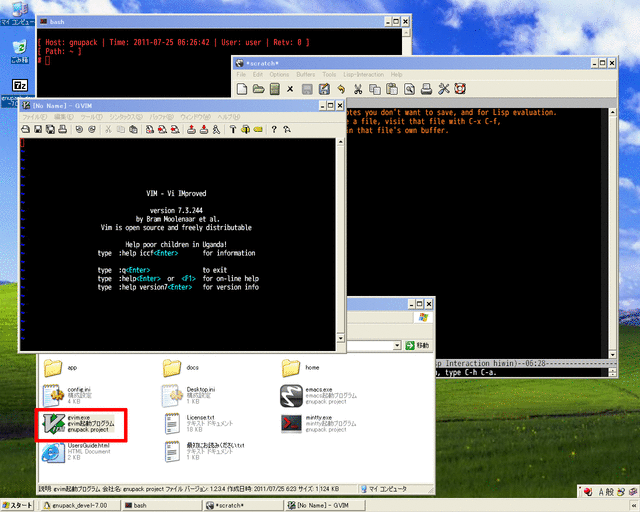 マイ コンピュータ
ごみ箱
bash
[ Host: gnupack | Time: 2011-07-25 06:26:42 | User: user | Retv: 0 ]
[ Path: ~ ]
#
*scratch*
File Edit Options Buffers Tools Lisp-Interaction Help
otes you don't want to save, and for Lisp evaluation.
e a file, visit that file with C-x C-f,
in that file's own buffer.
[No Name] - GVIM
ファイル(F) 編集(E) ツール(T) シンタックス(S) バッファ(B) ウィンドウ(W) ヘルプ(H)
VIM - Vi IMproved
version 7.3.244
by Bram Moolenaar et al.
Vim is open source and freely distributable
Help poor children in Uganda!
type :help iccf<Enter> for information
type :q<Enter> to exit
type :help<Enter> or <F1> for on-line help
type :help version7<Enter> for version info
移動
app
docs
home
config.ini
構成設定
4 KB
Desktop.ini
構成設定
1 KB
emacs.exe
emacs起動プログラム
gnupack project
gvim.exe
gvim起動プログラム
gnupack project
License.txt
テキスト ドキュメント
18 KB
mintty.exe
mintty起動プログラム
gnupack project
UsersGuide.html
HTML Document
2 KB
最初にお読みください.txt
テキスト ドキュメント
sp Interaction himin)--06:28
, type C-h C-a.
説明: gvim起動プログラム 会社名: gnupack project ファイル バージョン: 1.2.3.4 作成日時: 2011/07/25 6:23 サイズ: 124 KB
マイ コンピュータ
A 般
スタート
gnupack_devel-7.00
bash
*scratch*
[No Name] - GVIM